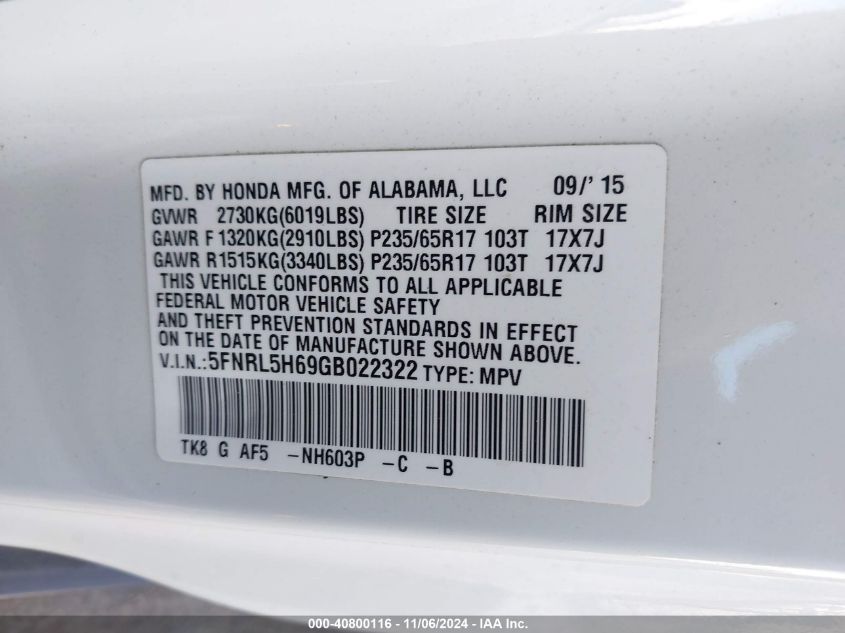 MFD. BY HONDA MFG. OF ALABAMA, LLC 09/' 15
GVWR 2730KG(6019LBS) TIRE SIZE RIM SIZE
GAWR F 1320KG(2910LBS) P235/65R17 103T 17X7J
GAWR R1515KG(3340LBS) P235/65R17 103T 17X7J
THIS VEHICLE CONFORMS TO ALL APPLICABLE
FEDERAL MOTOR VEHICLE SAFETY
AND THEFT PREVENTION STANDARDS IN EFFECT
ON THE DATE OF MANUFACTURE SHOWN ABOVE.
V.I.N.:5FNRL5H69GB022322 TYPE: MPV
TK8 G AF5 -NH603P -C -B
000-40800116 - 11/06/2024 - IAA Inc.